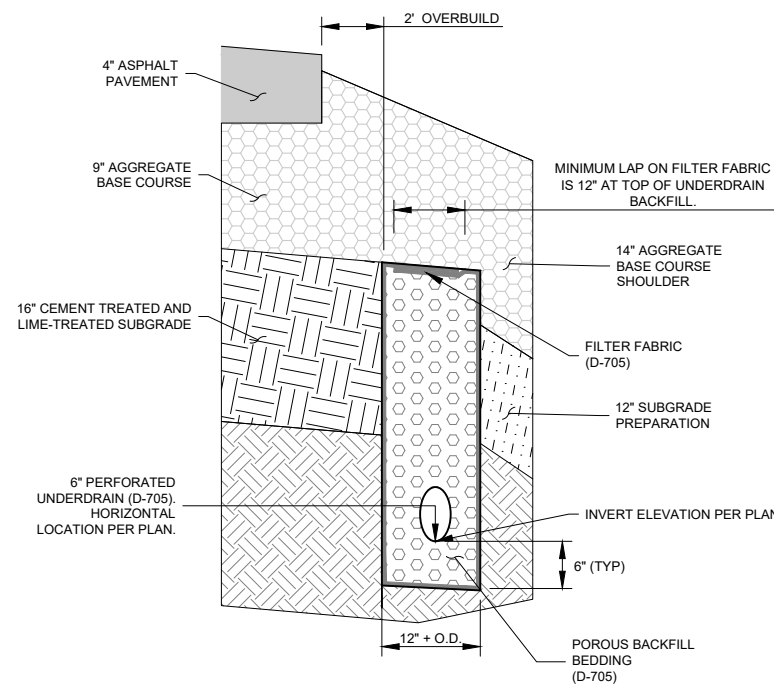 2' OVERBUILD
4" ASPHALT
PAVEMENT
9" AGGREGATE
BASE COURSE
MINIMUM LAP ON FILTER FABRIC
IS 12" AT TOP OF UNDERDRAIN
BACKFILL.
14" AGGREGATE
BASE COURSE
SHOULDER
16" CEMENT TREATED AND
LIME-TREATED SUBGRADE
FILTER FABRIC
(D-705)
12" SUBGRADE
PREPARATION
6" PERFORATED
UNDERDRAIN (D-705).
HORIZONTAL
LOCATION PER PLAN.
INVERT ELEVATION PER PLAN
6" (TYP)
12" + O.D.
POROUS BACKFILL
BEDDING
(D-705)